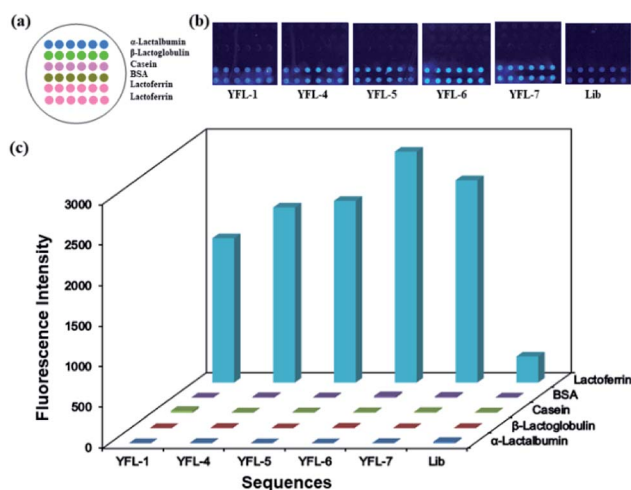 (a)
α-Lactalbumin
β-Lactoglobulin
Casein
BSA
Lactoferrin
Lactoferrin
(b)
YFL-1 YFL-4 YFL-5 YFL-6 YFL-7 Lib
(c)
Fluorescence Intensity
3000
2500
2000
1500
1000
500
0
Lactoferrin
BSA
Casein
β-Lactoglobulin
α-Lactalbumin
YFL-1 YFL-4 YFL-5 YFL-6 YFL-7 Lib
Sequences